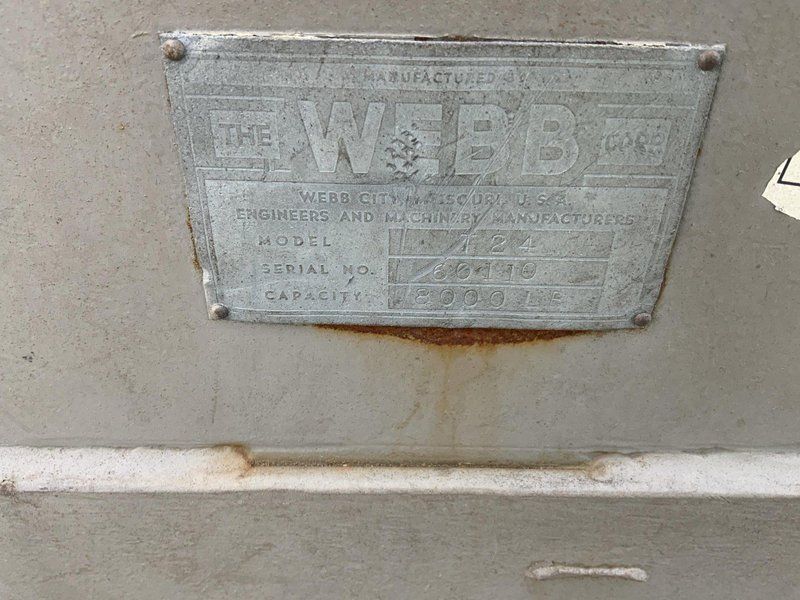 MANUFACTURED BY
THE WEBB CORP
WEBB CITY, MISSOURI, U.S.A.
ENGINEERS AND MACHINERY MANUFACTURERS
MODEL T24
SERIAL NO. 60110
CAPACITY 8000 LB